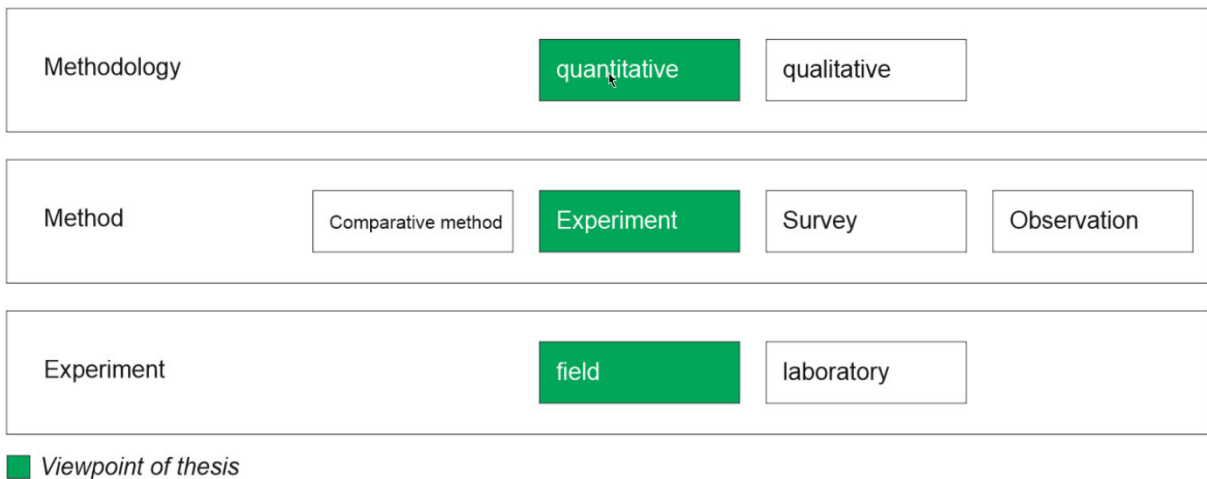 Methodology
quantitative
qualitative
Method
Comparative method
Experiment
Survey
Observation
Experiment
field
laboratory
Viewpoint of thesis